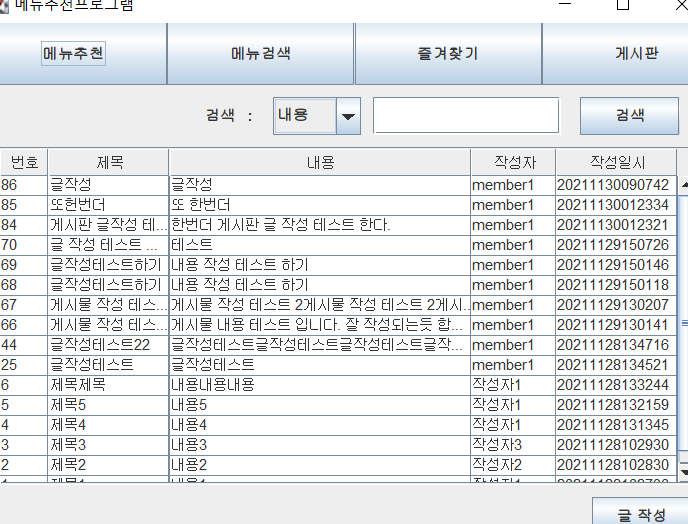 메뉴추천프로그램
메뉴추천 메뉴검색 즐겨찾기 게시판
검색 : 내용 검색
번호 제목 내용 작성자 작성일시
86 글작성 글작성 member1 20211130090742
85 또헌번더 또 한번더 member1 20211130012334
84 게시판 글작성 테... 한번더 게시판 글 작성 테스트 한다. member1 20211130012321
70 글 작성 테스트 ... 테스트 member1 20211129150726
69 글작성테스트하기 내용 작성 테스트 하기 member1 20211129150146
68 글작성테스트하기 내용 작성 테스트 하기 member1 20211129150118
67 게시물 작성 테스... 게시물 작성 테스트 2게시물 작성 테스트 2게시... member1 20211129130207
66 게시물 작성 테스... 게시물 내용 테스트 입니다. 잘 작성되는듯 합... member1 20211129130141
44 글작성테스트22 글작성테스트글작성테스트글작성테스트글작... member1 20211128134716
25 글작성테스트 글작성테스트 member1 20211128134521
6 제목제목 내용내용내용 작성자1 20211128133244
5 제목5 내용5 작성자1 20211128132159
4 제목4 내용4 작성자1 20211128131345
3 제목3 내용3 작성자3 20211128102930
2 제목2 내용2 작성자2 20211128102830
글 작성